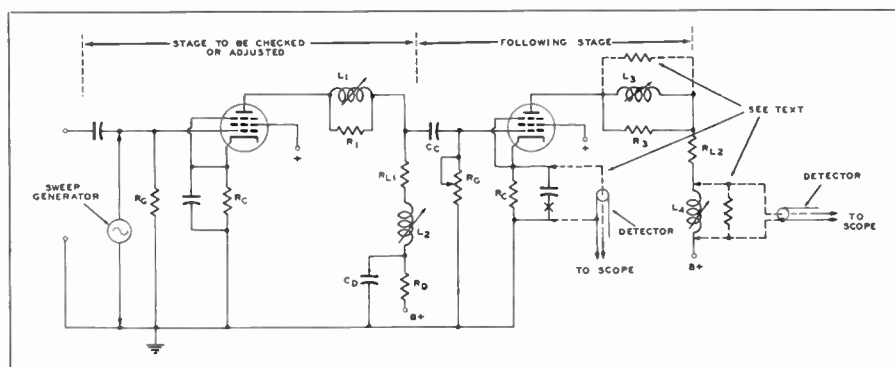 STAGE TO BE CHECKED
OR ADJUSTED
FOLLOWING STAGE
L1
L3
SEE TEXT
R1
R3
+
CC
+
RL2
SWEEP
GENERATOR
RG
RC
RL1
RG
RC
DETECTOR
L2
DETECTOR
L4
TO
SCOPE
CD
RD
TO SCOPE
B+
B+